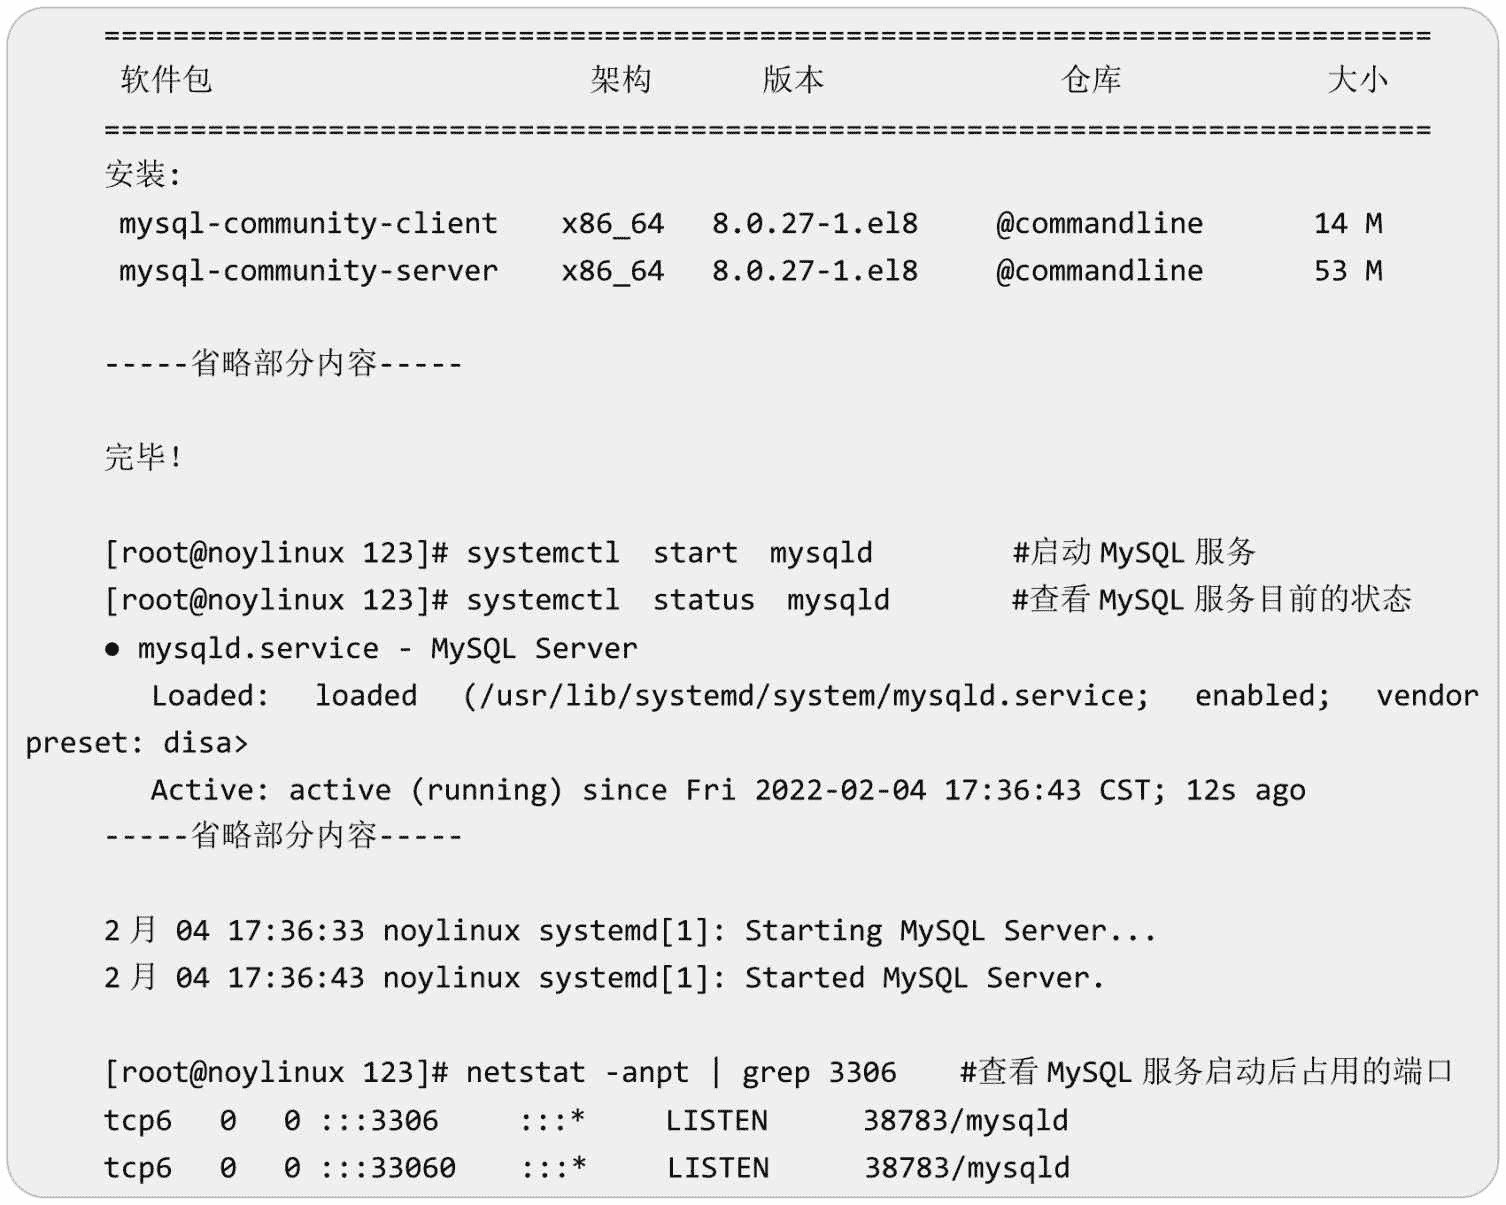 =============================================================================
软件包 架构 版本 仓库 大小
=============================================================================
安装:
mysql-community-client x86_64 8.0.27-1.el8 @commandline 14 M
mysql-community-server x86_64 8.0.27-1.el8 @commandline 53 M
-----省略部分内容-----
完毕!
[root@noylinux 123]# systemctl start mysqld #启动 MySQL 服务
[root@noylinux 123]# systemctl status mysqld #查看 MySQL 服务目前的状态
● mysqld.service - MySQL Server
Loaded: loaded (/usr/lib/systemd/system/mysqld.service; enabled; vendor
preset: disa>
Active: active (running) since Fri 2022-02-04 17:36:43 CST; 12s ago
-----省略部分内容-----
2 月 04 17:36:33 noylinux systemd[1]: Starting MySQL Server...
2 月 04 17:36:43 noylinux systemd[1]: Started MySQL Server.
[root@noylinux 123]# netstat -anpt | grep 3306 #查看 MySQL 服务启动后占用的端口
tcp6 0 0 :::3306 :::* LISTEN 38783/mysqld
tcp6 0 0 :::33060 :::* LISTEN 38783/mysqld